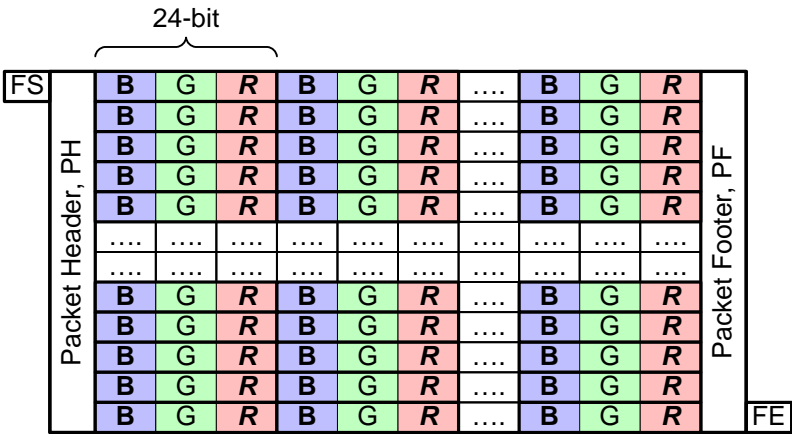 24-bit
FS B G R B G R .... B G R
B G R B G R .... B G R
B G R B G R .... B G R
B G R B G R .... B G R
B G R B G R .... B G R
.... .... .... .... .... .... .... .... .... ....
.... .... .... .... .... .... .... .... .... ....
B G R B G R .... B G R
B G R B G R .... B G R
B G R B G R .... B G R
B G R B G R .... B G R
B G R B G R .... B G R FE
Packet Header, PH
Packet Footer, PF